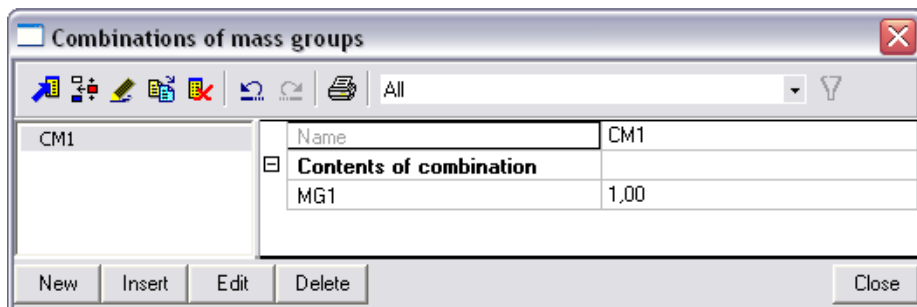 Combinations of mass groups
All
CM1
Name CM1
Contents of combination
MG1 1,00
New Insert Edit Delete Close